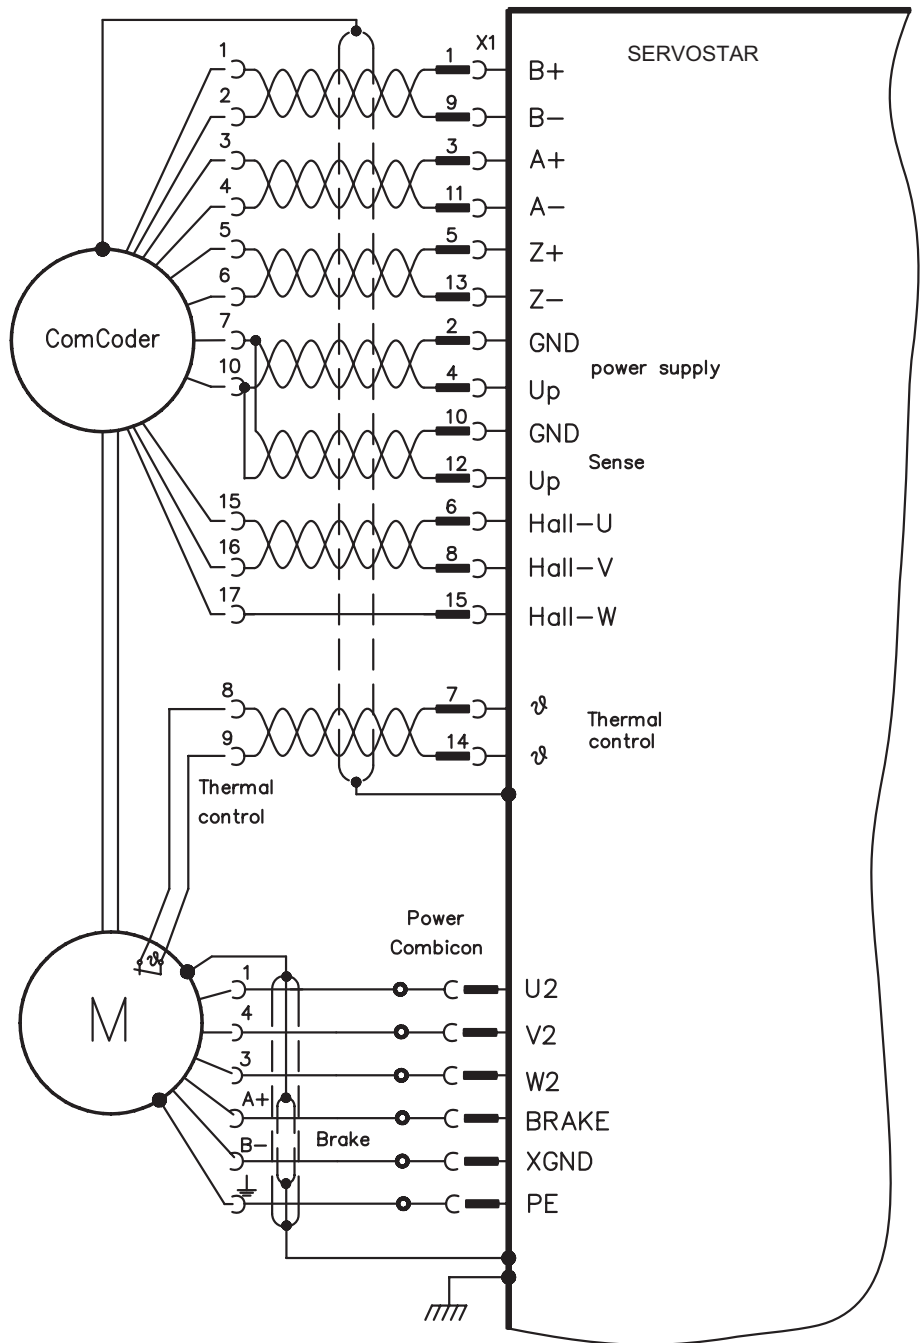 X1
SERVOSTAR
1 1 B+
2 9 B−
3 3 A+
4 11 A−
5 5 Z+
6 13 Z−
7 2 GND
power supply
10 4 Up
10 GND
Sense
12 Up
15 6 Hall−U
16 8 Hall−V
17 15 Hall−W
ComCoder
8 7 ϑ
9 14 ϑ
Thermal
control
Thermal
control
Power
Combicon
ϑ
M
1 U2
4 V2
3 W2
A+ BRAKE
Brake
B− XGND
PE